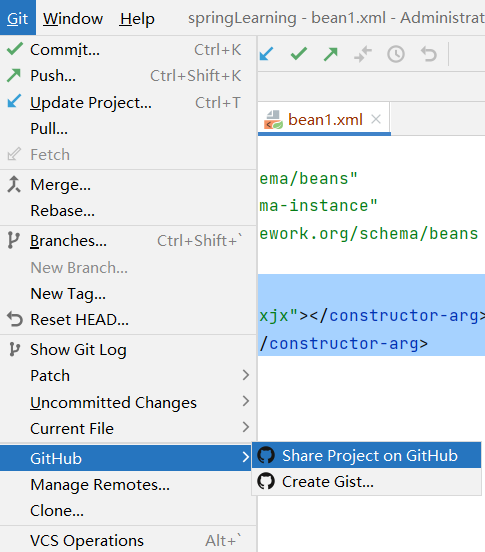 Git Window Help springLearning - bean1.xml - Administrat
Commit... Ctrl+K
Push... Ctrl+Shift+K
Update Project... Ctrl+T
Pull...
Fetch
Merge...
Rebase...
Branches... Ctrl+Shift+`
New Branch...
New Tag...
Reset HEAD...
Show Git Log
Patch
Uncommitted Changes
Current File
GitHub
Manage Remotes...
Clone...
VCS Operations Alt+`
Share Project on GitHub
Create Gist...
bean1.xml
ema/beans"
ma-instance"
ework.org/schema/beans
xjx"></constructor-arg>
/constructor-arg>